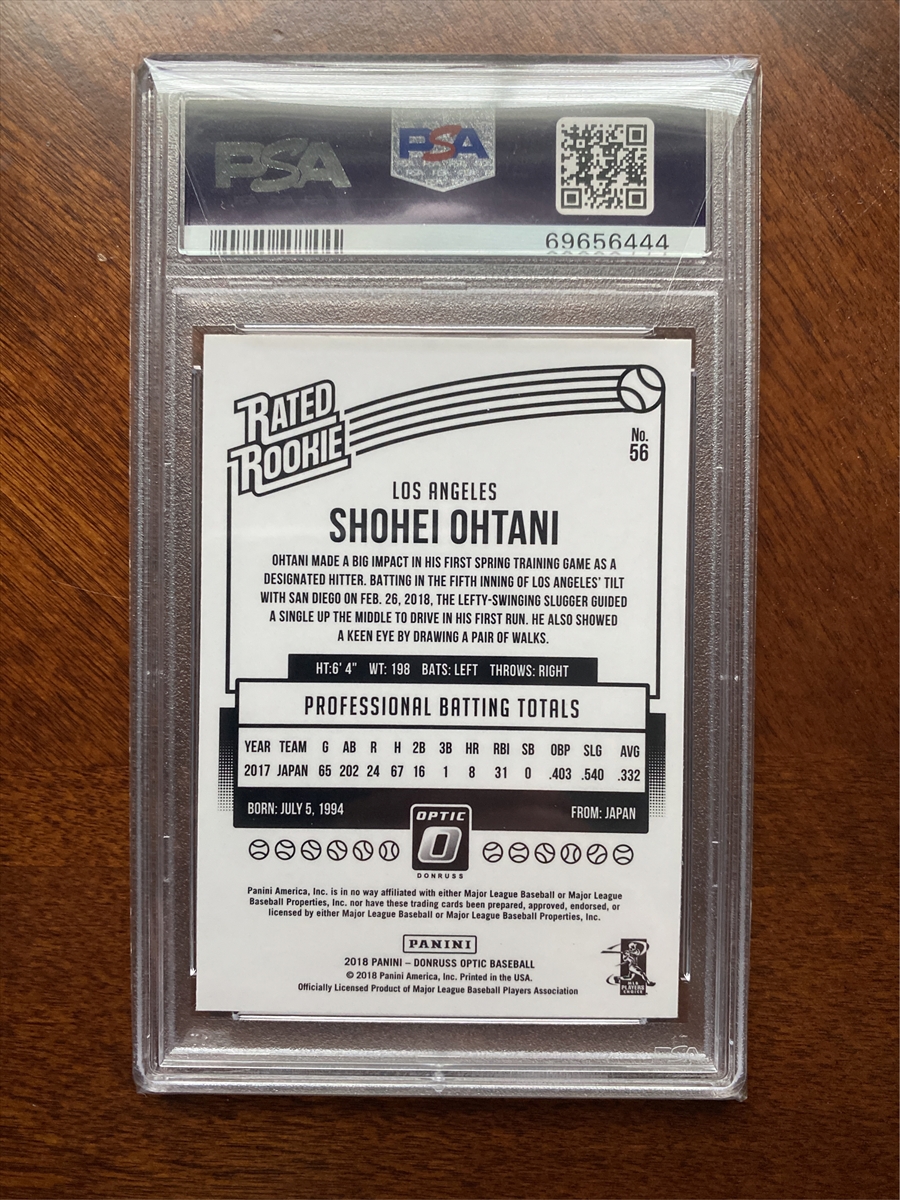 PSA
PSA
69656444
RATED
ROOKIE
No.
56
LOS ANGELES
SHOHEI OHTANI
OHTANI MADE A BIG IMPACT IN HIS FIRST SPRING TRAINING GAME AS A
DESIGNATED HITTER. BATTING IN THE FIFTH INNING OF LOS ANGELES' TILT
WITH SAN DIEGO ON FEB. 26, 2018, THE LEFTY-SWINGING SLUGGER GUIDED
A SINGLE UP THE MIDDLE TO DRIVE IN HIS FIRST RUN. HE ALSO SHOWED
A KEEN EYE BY DRAWING A PAIR OF WALKS.
HT:6' 4" WT: 198 BATS: LEFT THROWS: RIGHT
PROFESSIONAL BATTING TOTALS
YEAR TEAM G AB R H 2B 3B HR RBI SB OBP SLG AVG
2017 JAPAN 65 202 24 67 16 1 8 31 0 .403 .540 .332
BORN: JULY 5, 1994 FROM: JAPAN
OPTIC
O
DONRUSS
Panini America, Inc. is in no way affiliated with either Major League Baseball or Major League
Baseball Properties, Inc. nor have these trading cards been prepared, approved, endorsed, or
licensed by either Major League Baseball or Major League Baseball Properties, Inc.
PANINI
2018 PANINI – DONRUSS OPTIC BASEBALL
© 2018 Panini America, Inc. Printed in the USA.
Officially Licensed Product of Major League Baseball Players Association
MLB
PLAYERS
CHOICE
PSA